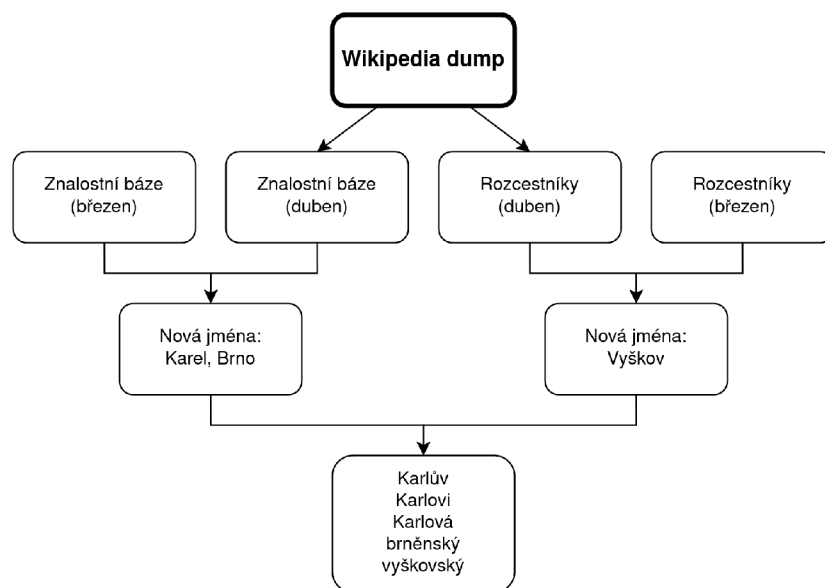 Wikipedia dump
Znalostní báze
(březen)
Znalostní báze
(duben)
Rozcestníky
(duben)
Rozcestníky
(březen)
Nová jména:
Karel, Brno
Nová jména:
Vyškov
Karlův
Karlovi
Karlová
brněnský
vyškovský